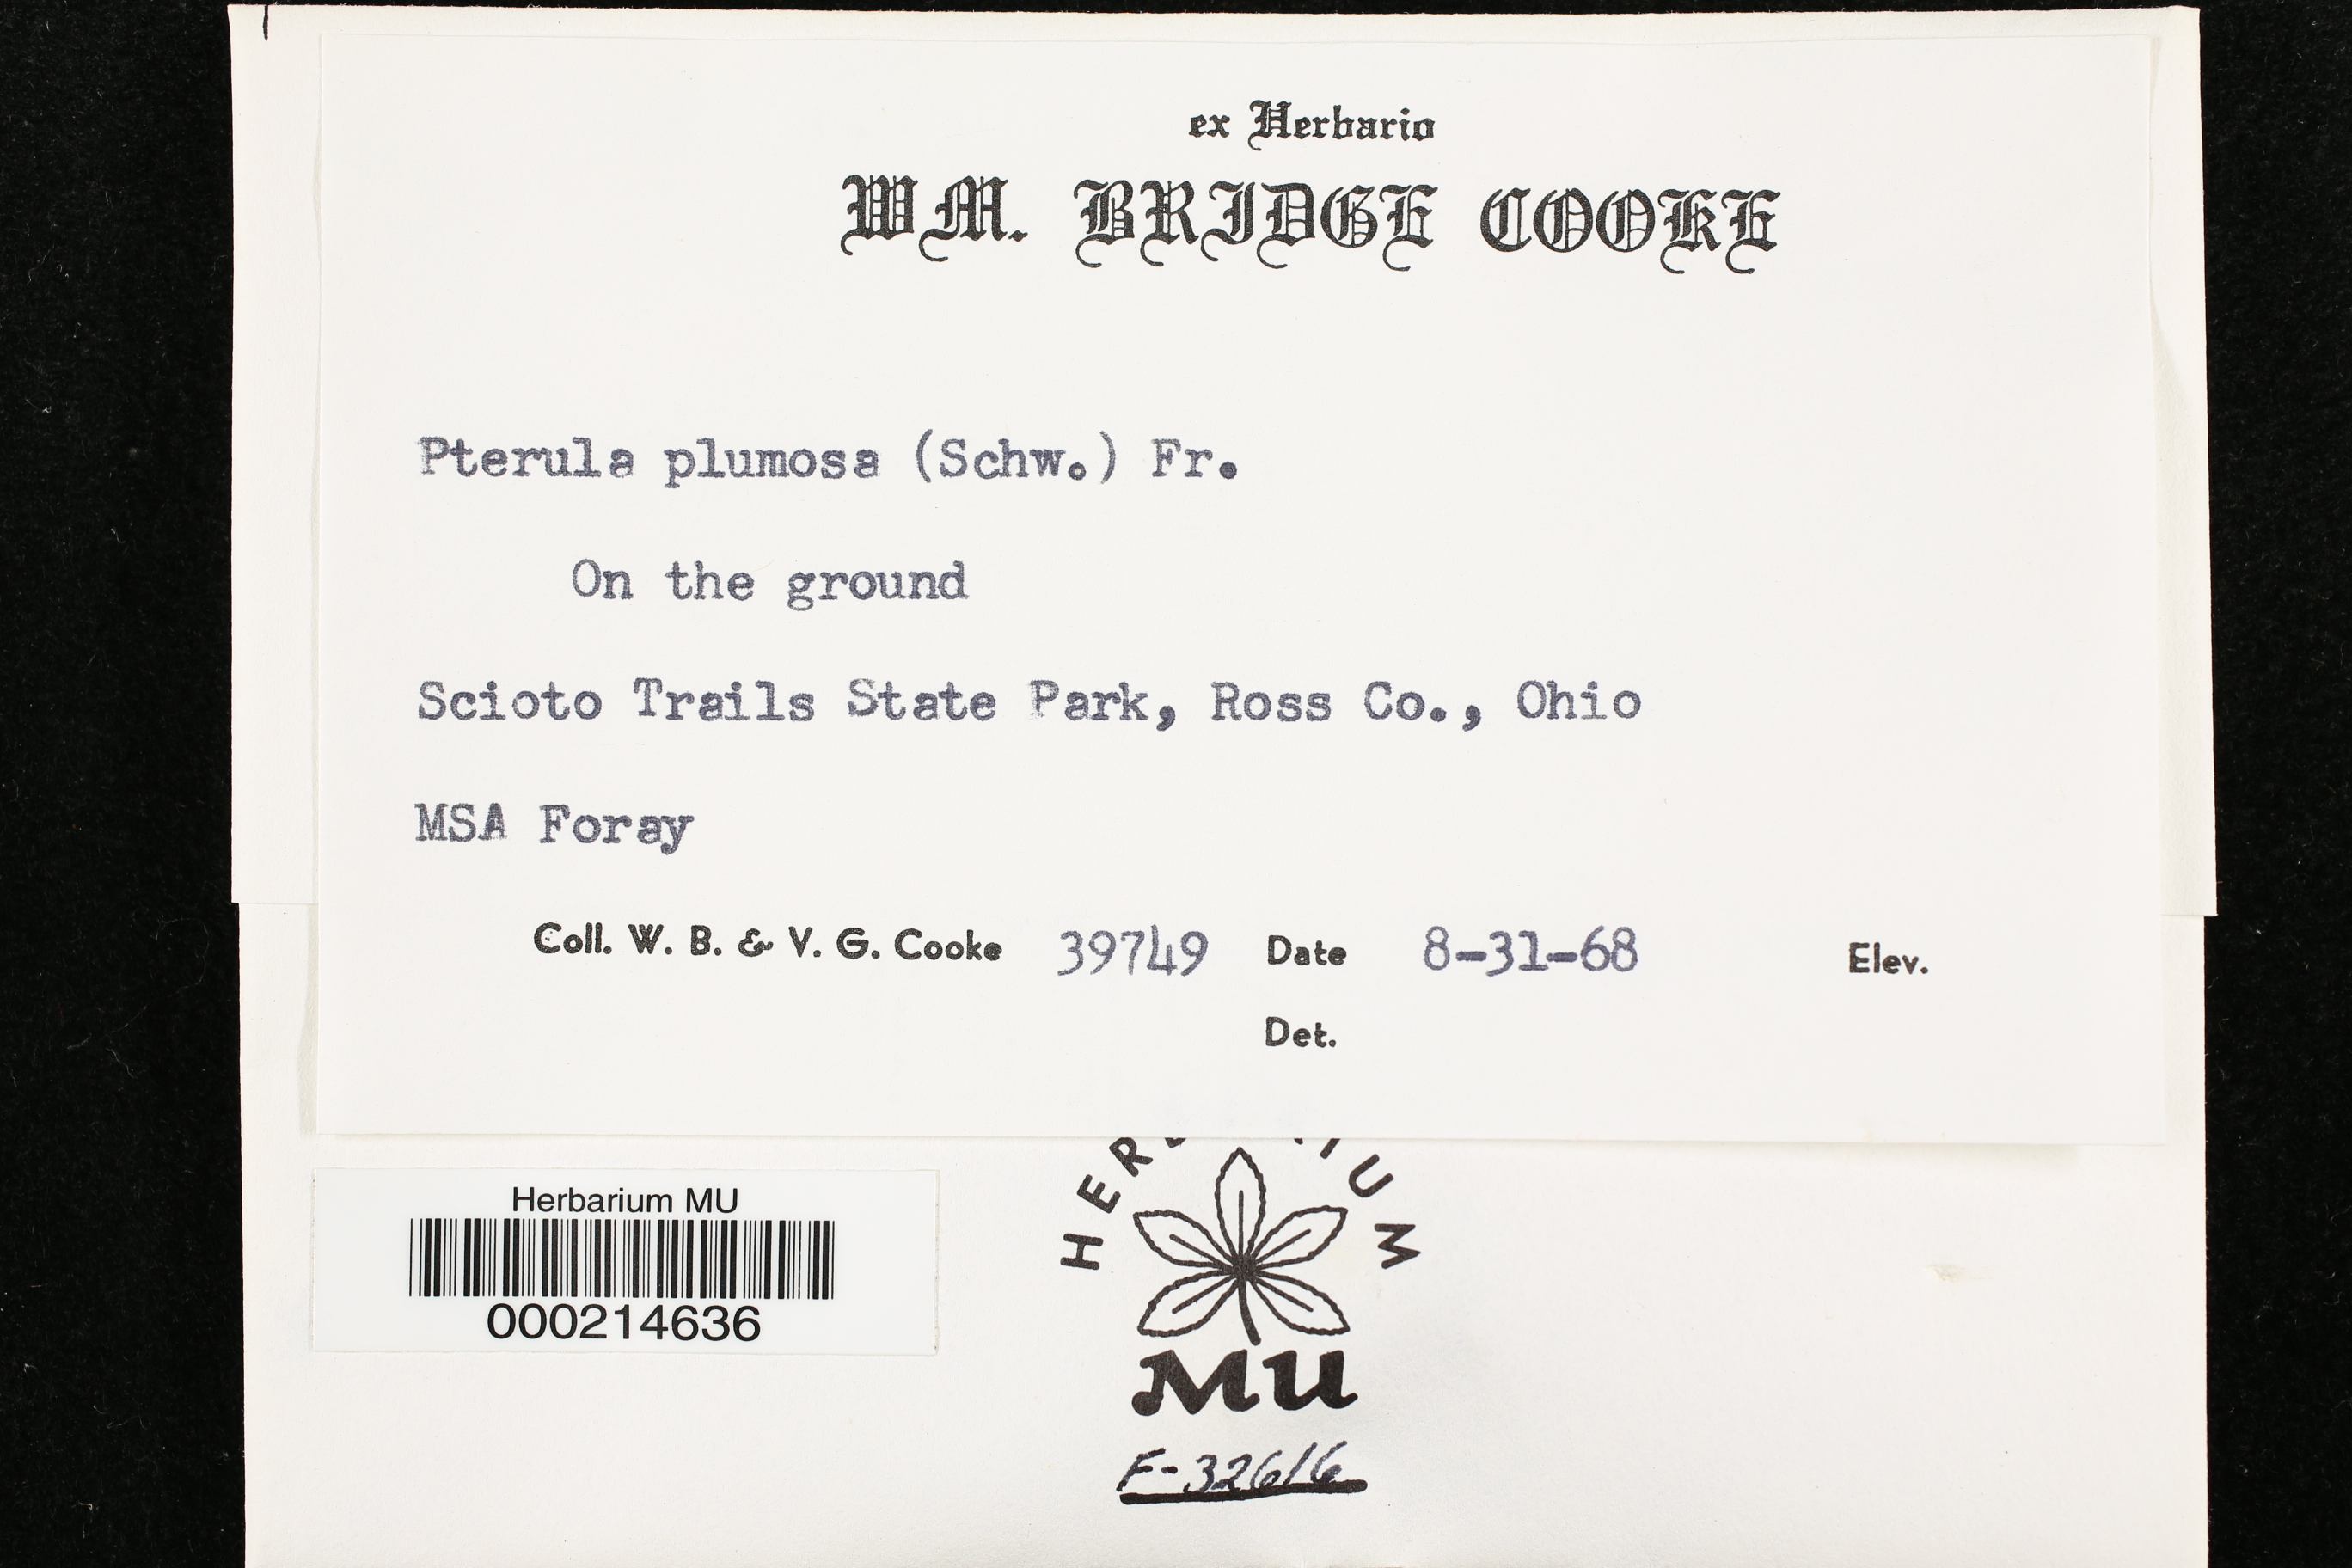 ex Herbario
WM. BRIDGE COOKE
Pterula plumosa (Schw.) Fr.
On the ground
Scioto Trails State Park, Ross Co., Ohio
MSA Foray
Coll. W. B. & V. G. Cooke 39749 Date 8-31-68 Elev.
Det.
Herbarium MU
000214636
MU
F-32616